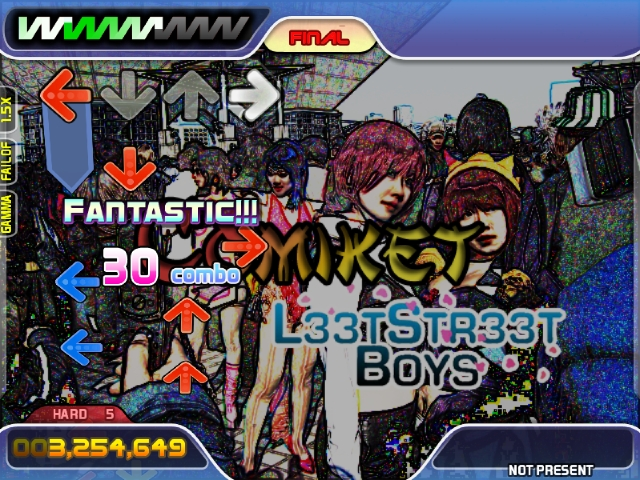 FINAL
1.5X
FAILOF
GAMMA
FANTASTIC!!!
30 COMBO
COMIKET
L33TSTR33T
BOYS
HARD 5
003,254,649
NOT PRESENT